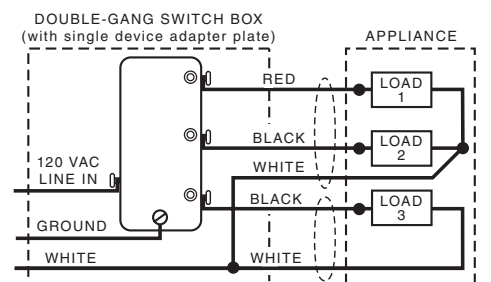 DOUBLE-GANG SWITCH BOX
(with single device adapter plate)
APPLIANCE
RED
LOAD
1
BLACK
LOAD
2
120 VAC
LINE IN
WHITE
BLACK
LOAD
3
GROUND
WHITE
WHITE